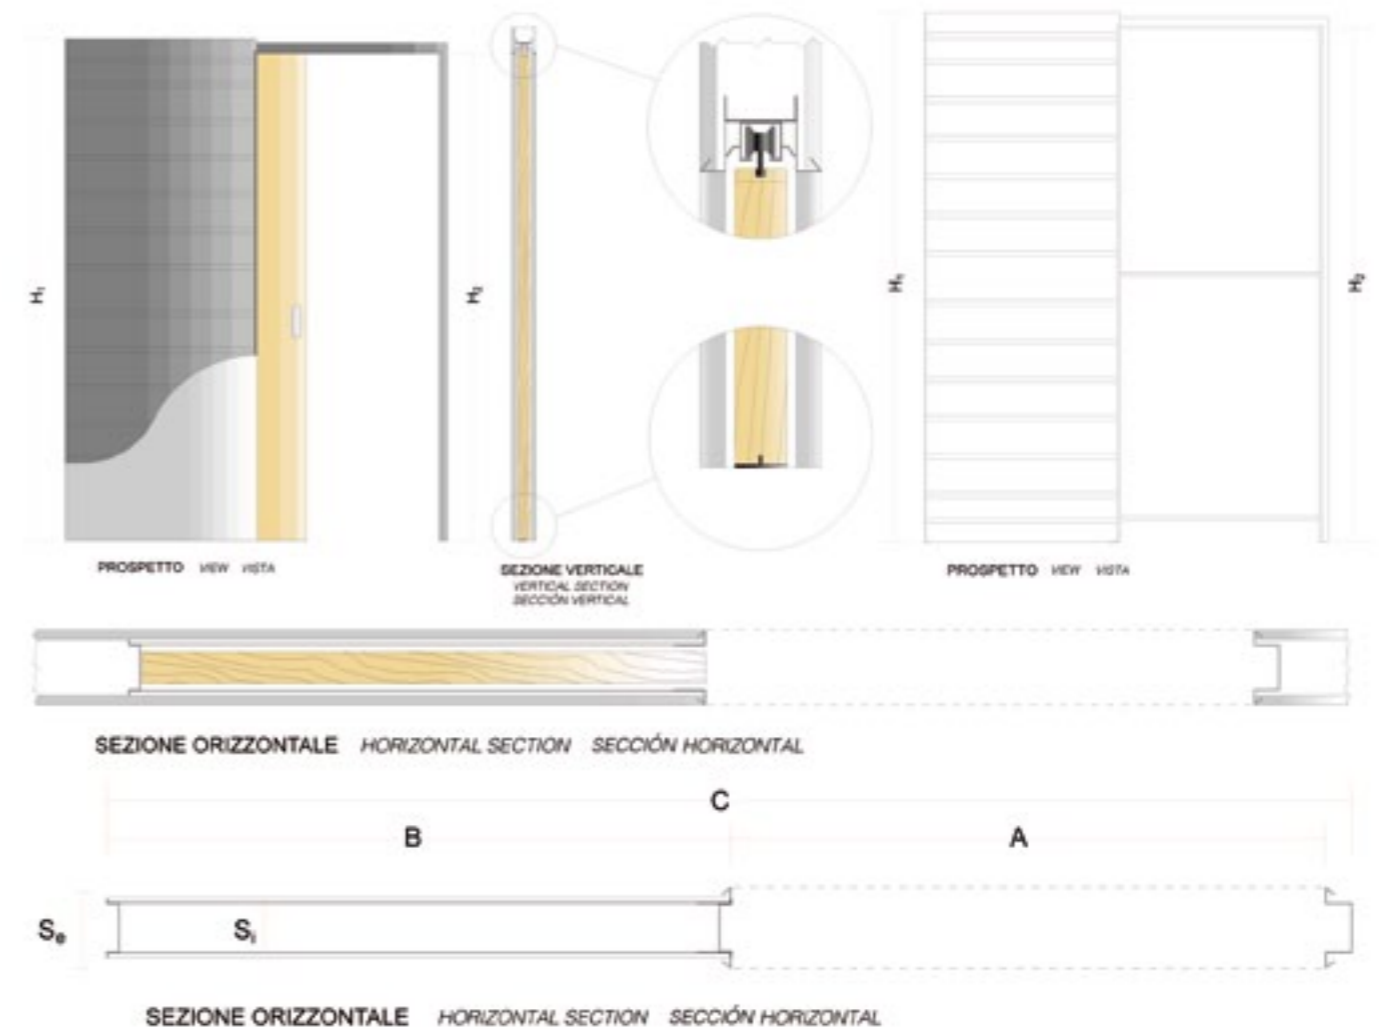 H₁
H₂
H₁
H₂
PROSPETTO VIEW VISTA
SEZIONE VERTICALE
VERTICAL SECTION
SECCIÓN VERTICAL
PROSPETTO VIEW VISTA
SEZIONE ORIZZONTALE HORIZONTAL SECTION SECCIÓN HORIZONTAL
C
B A
Sₑ Sᵢ
SEZIONE ORIZZONTALE HORIZONTAL SECTION SECCIÓN HORIZONTAL